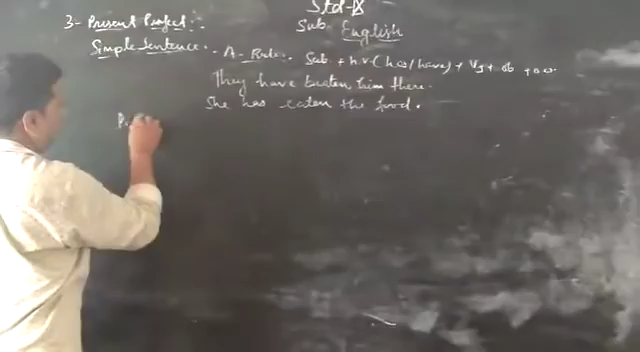 Std-IX
3- Present Perfect :-
Sub- English
Simple Sentence.- A- Rule. Sub + h.v (has/have) + V3 + ob + o.w.
They have beaten him there.
She has eaten the food.
P.